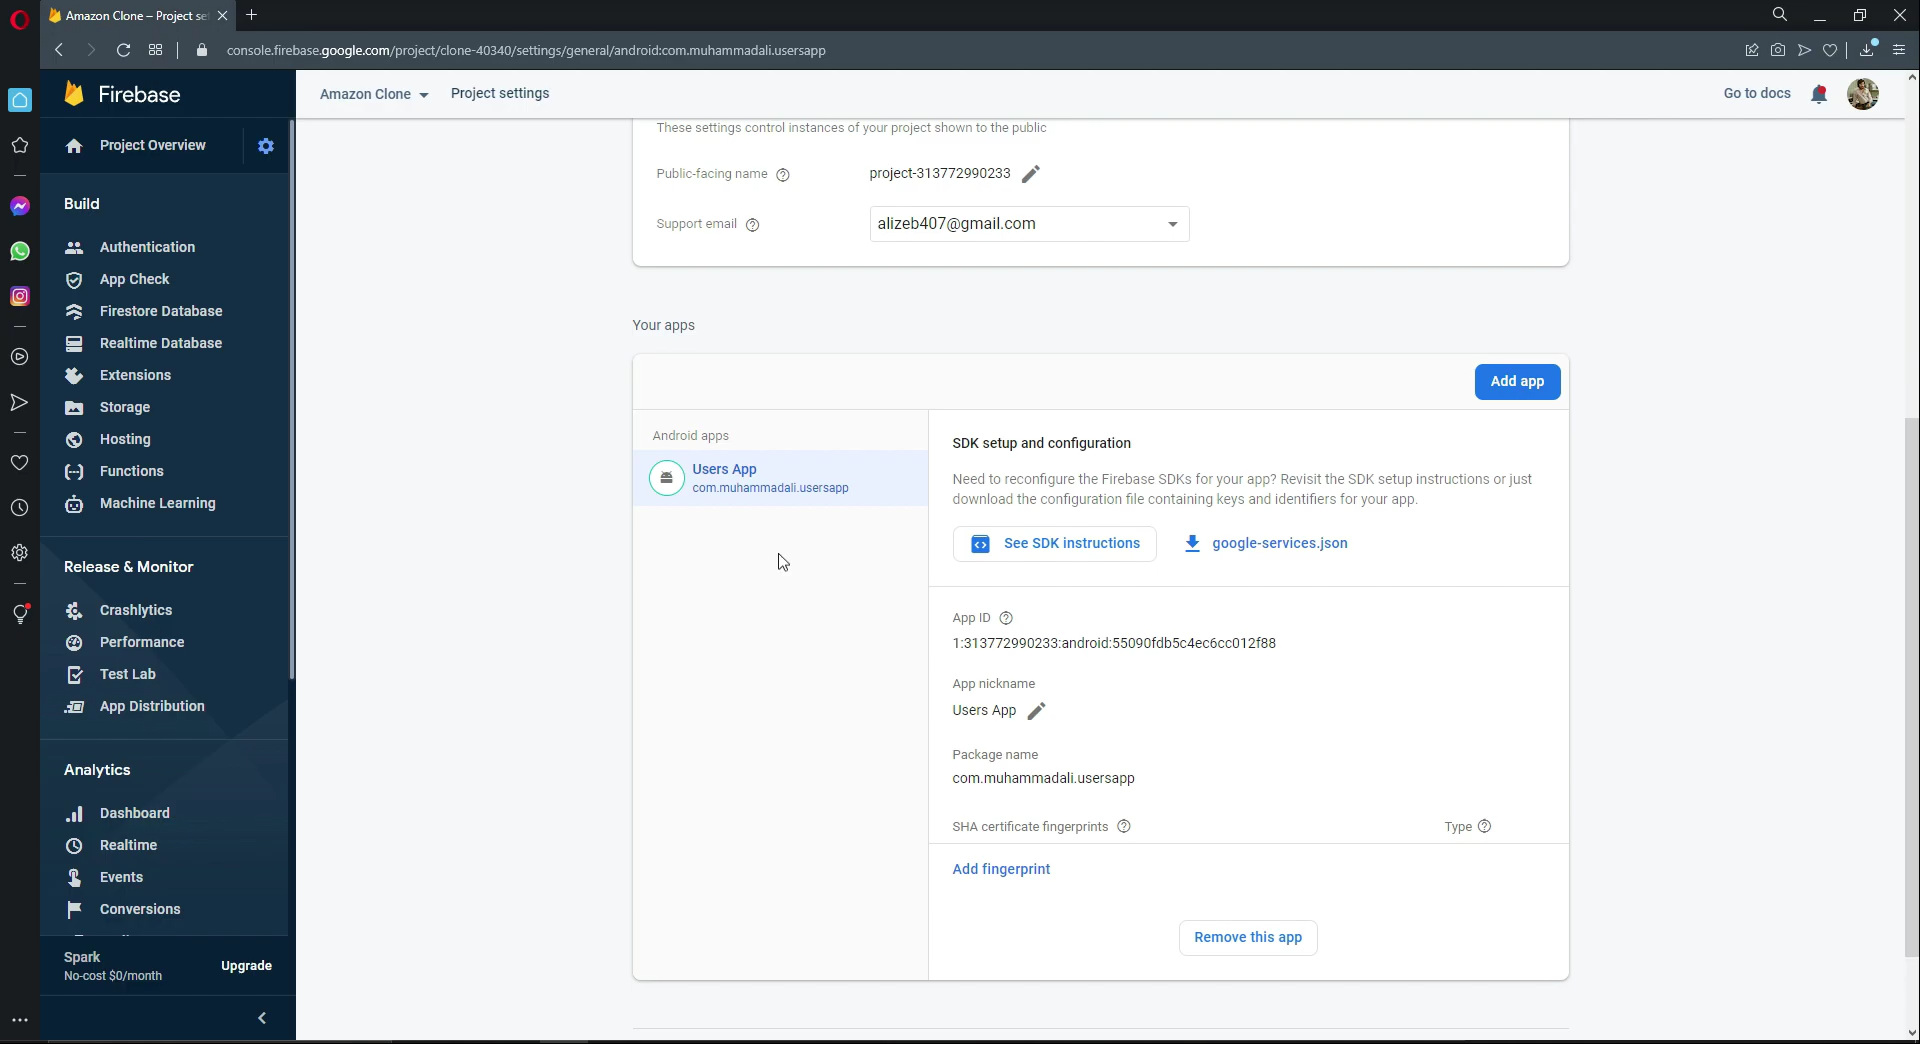 Amazon Clone – Project se
console.firebase.google.com/project/clone-40340/settings/general/android:com.muhammadali.usersapp
Firebase
Amazon Clone
Project settings
Go to docs
Project Overview
Build
Authentication
App Check
Firestore Database
Realtime Database
Extensions
Storage
Hosting
Functions
Machine Learning
Release & Monitor
Crashlytics
Performance
Test Lab
App Distribution
Analytics
Dashboard
Realtime
Events
Conversions
Spark
No-cost $0/month
Upgrade
These settings control instances of your project shown to the public
Public-facing name
project-313772990233
Support email
alizeb407@gmail.com
Your apps
Add app
Android apps
Users App
com.muhammadali.usersapp
SDK setup and configuration
Need to reconfigure the Firebase SDKs for your app? Revisit the SDK setup instructions or just
download the configuration file containing keys and identifiers for your app.
See SDK instructions
google-services.json
App ID
1:313772990233:android:55090fdb5c4ec6cc012f88
App nickname
Users App
Package name
com.muhammadali.usersapp
SHA certificate fingerprints
Type
Add fingerprint
Remove this app